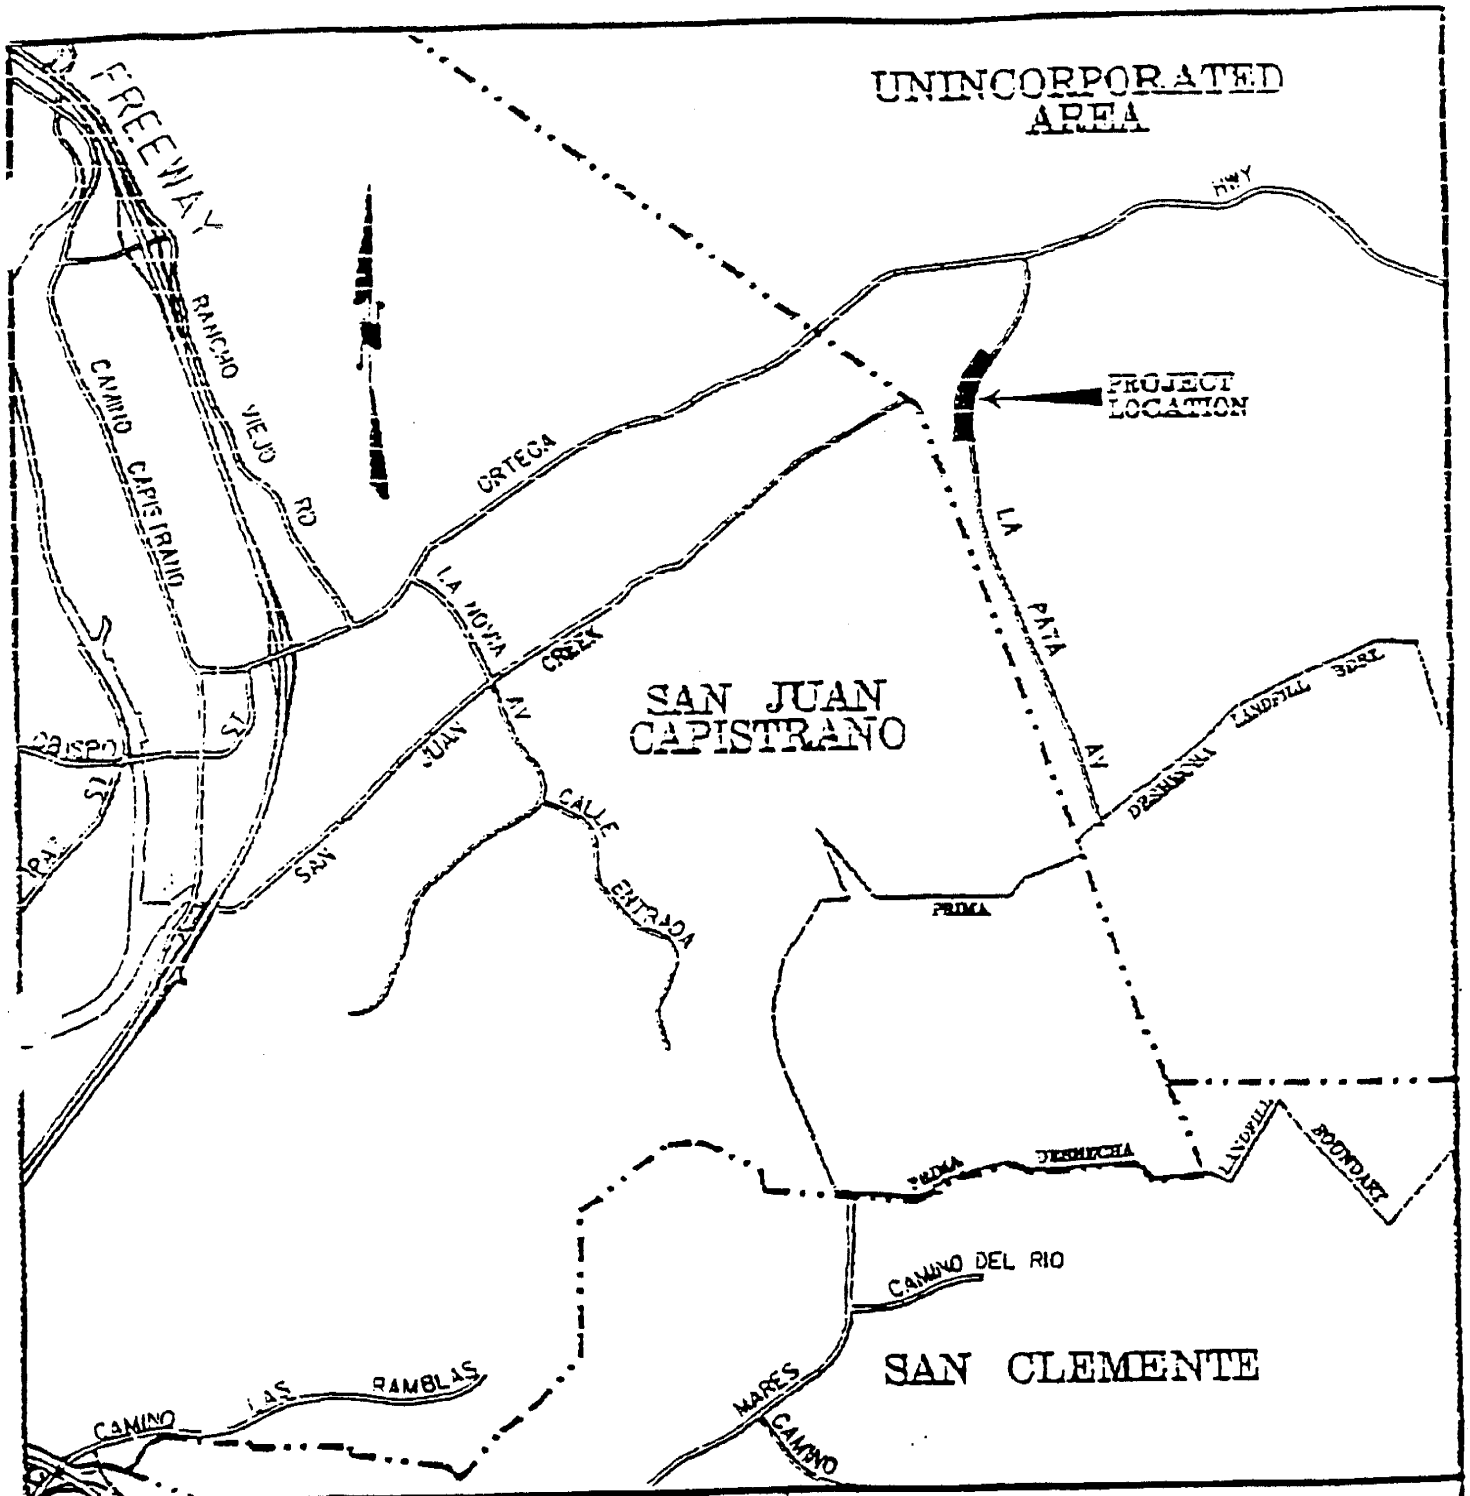 UNINCORPORATED
AREA
FREEWAY
HWY
RANCHO VIEJO RD
CAMINO CAPISTRANO
PROJECT
LOCATION
ORTEGA
LA PATA AV
LA NOVIA AV
SAN JUAN CREEK
SAN JUAN
CAPISTRANO
ST
ST
CALLE ENTRADA
PRIMA
LANDFILL
PRIMA DESHECHA
LANDFILL BOUNDARY
CAMINO DEL RIO
SAN CLEMENTE
CAMINO LAS RAMBLAS
MARES
CAMINO